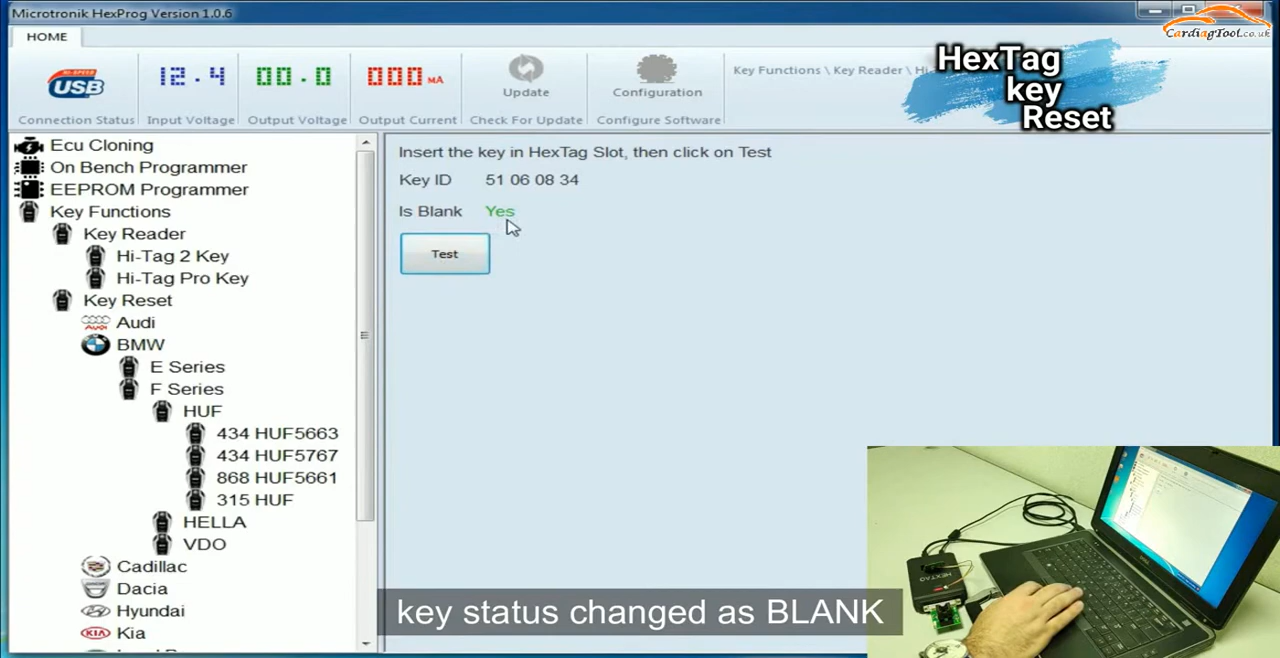 Microtronik HexProg Version 1.0.6
CardiagTool.co.uk
HOME
HI-SPEED
USB
12.4
00.0
000 MA
Update
Configuration
Key Functions \ Key Reader \ Hi
Connection Status
Input Voltage
Output Voltage
Output Current
Check For Update
Configure Software
HexTag
key
Reset
Ecu Cloning
On Bench Programmer
EEPROM Programmer
Key Functions
Key Reader
Hi-Tag 2 Key
Hi-Tag Pro Key
Key Reset
Audi
BMW
E Series
F Series
HUF
434 HUF5663
434 HUF5767
868 HUF5661
315 HUF
HELLA
VDO
Cadillac
Dacia
Hyundai
KIA Kia
Insert the key in HexTag Slot, then click on Test
Key ID 51 06 08 34
Is Blank Yes
Test
HEXTAG
key status changed as BLANK